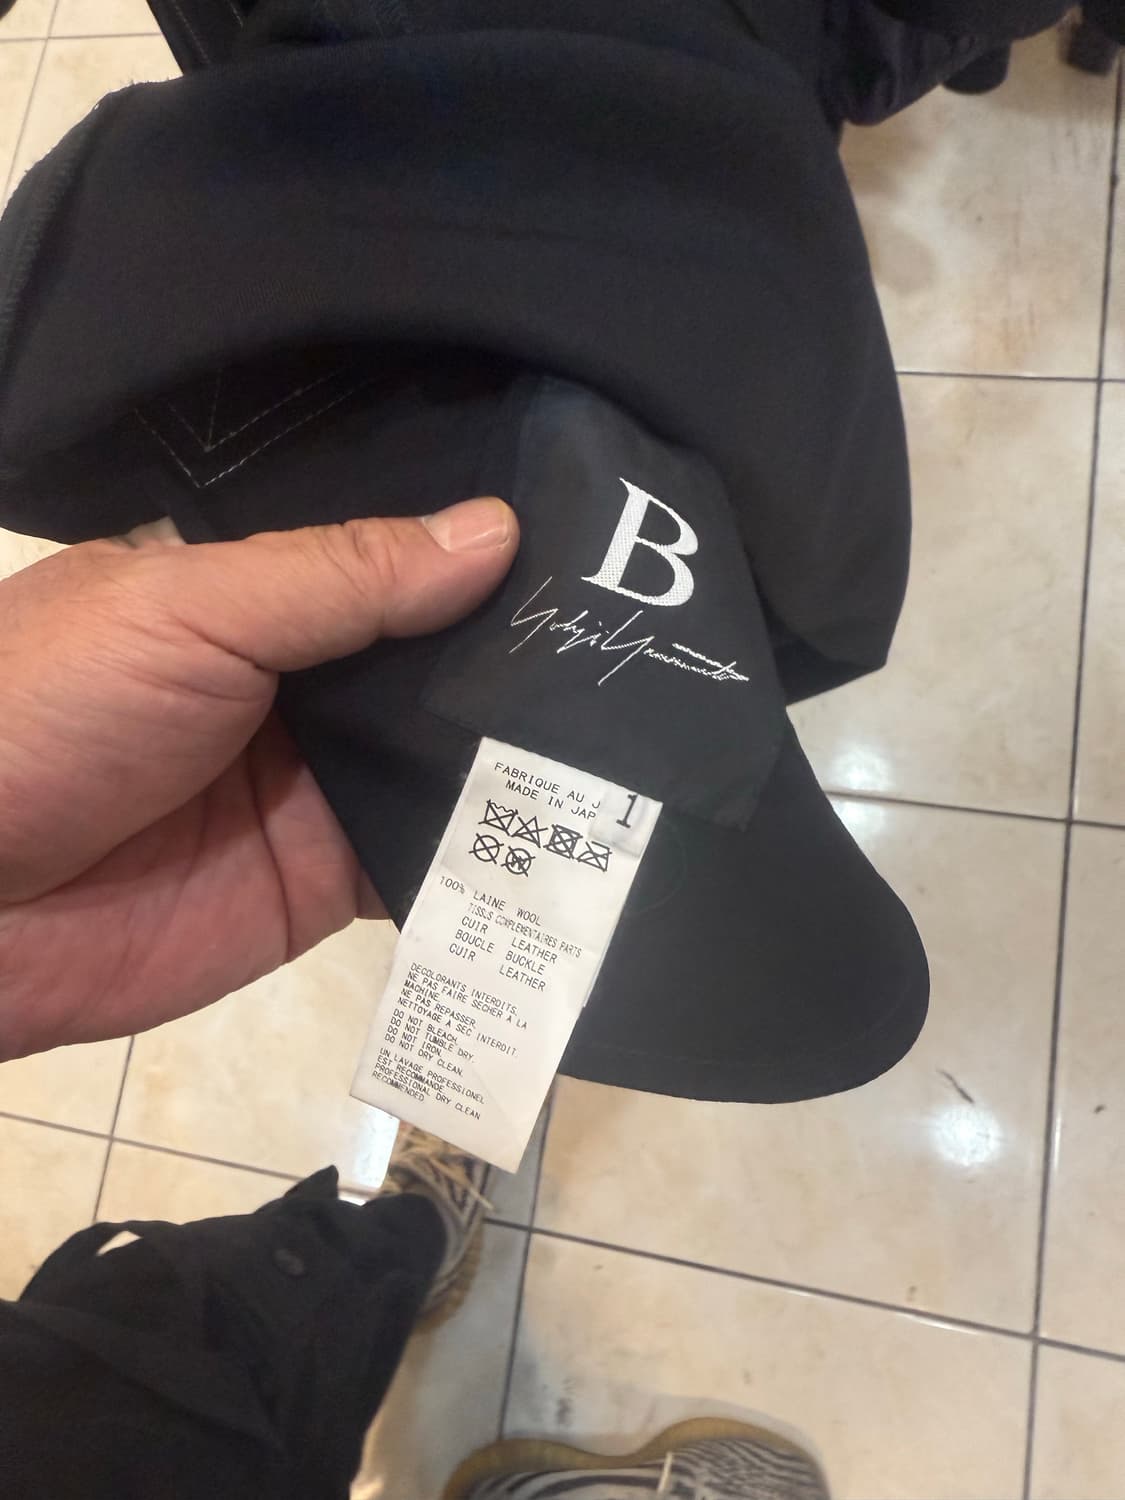 B
Yohji Yamamoto
FABRIQUE AU J
MADE IN JAP
1
W
100% LAINE WOOL
TISSUS COMPLEMENTAIRES PARTS
CUIR LEATHER
BOUCLE BUCKLE
CUIR LEATHER
DECOLORANTS INTERDITS.
NE PAS FAIRE SECHER A LA
MACHINE.
NE PAS REPASSER.
NETTOYAGE A SEC INTERDIT.
DO NOT BLEACH.
DO NOT TUMBLE DRY.
DO NOT IRON.
DO NOT DRY CLEAN.
UN LAVAGE PROFESSIONEL
EST RECOMMANDE.
PROFESSIONAL DRY CLEAN
RECOMMENDED